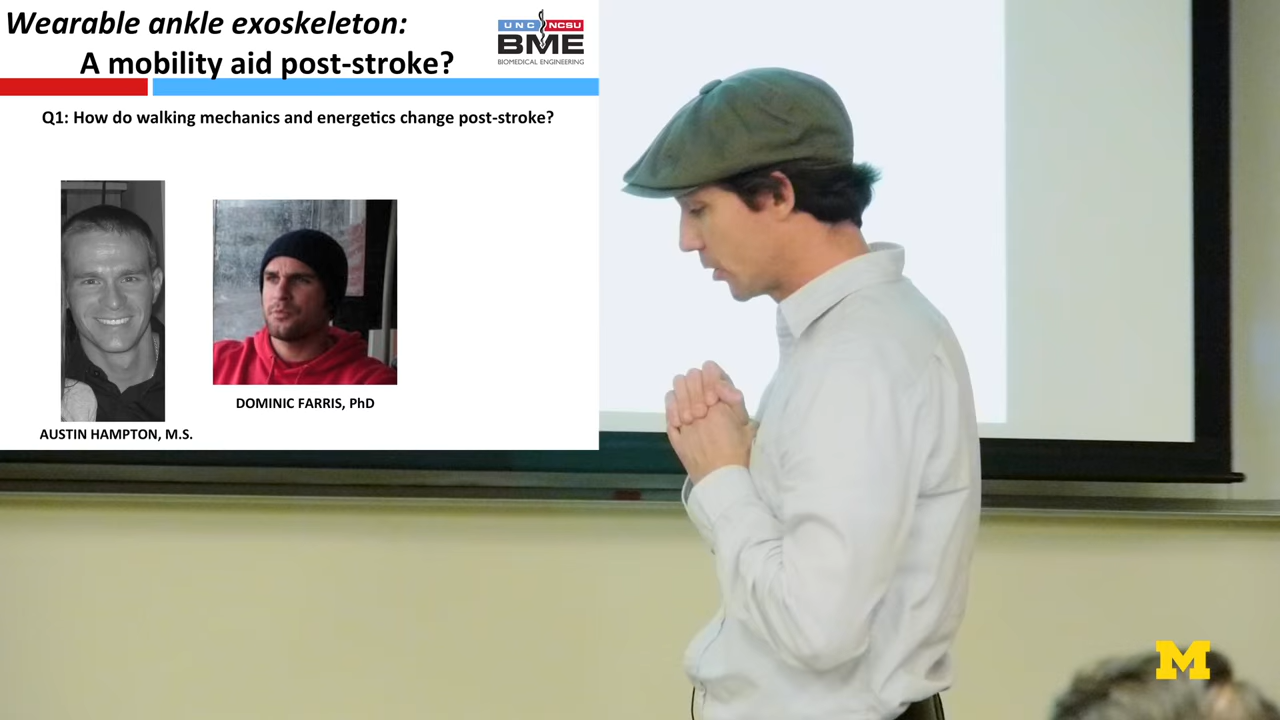 Wearable ankle exoskeleton:
A mobility aid post-stroke?
UNC NCSU
BME
BIOMEDICAL ENGINEERING
Q1: How do walking mechanics and energetics change post-stroke?
DOMINIC FARRIS, PhD
AUSTIN HAMPTON, M.S.
M